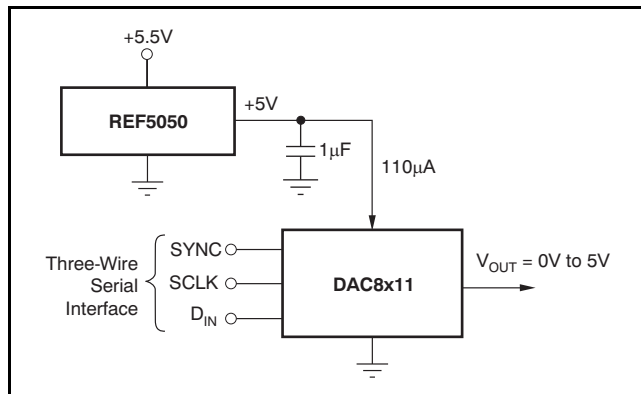 +5.5V
REF5050
+5V
1μF
110μA
Three-Wire
Serial
Interface
SYNC
SCLK
DIN
DAC8x11
VOUT = 0V to 5V